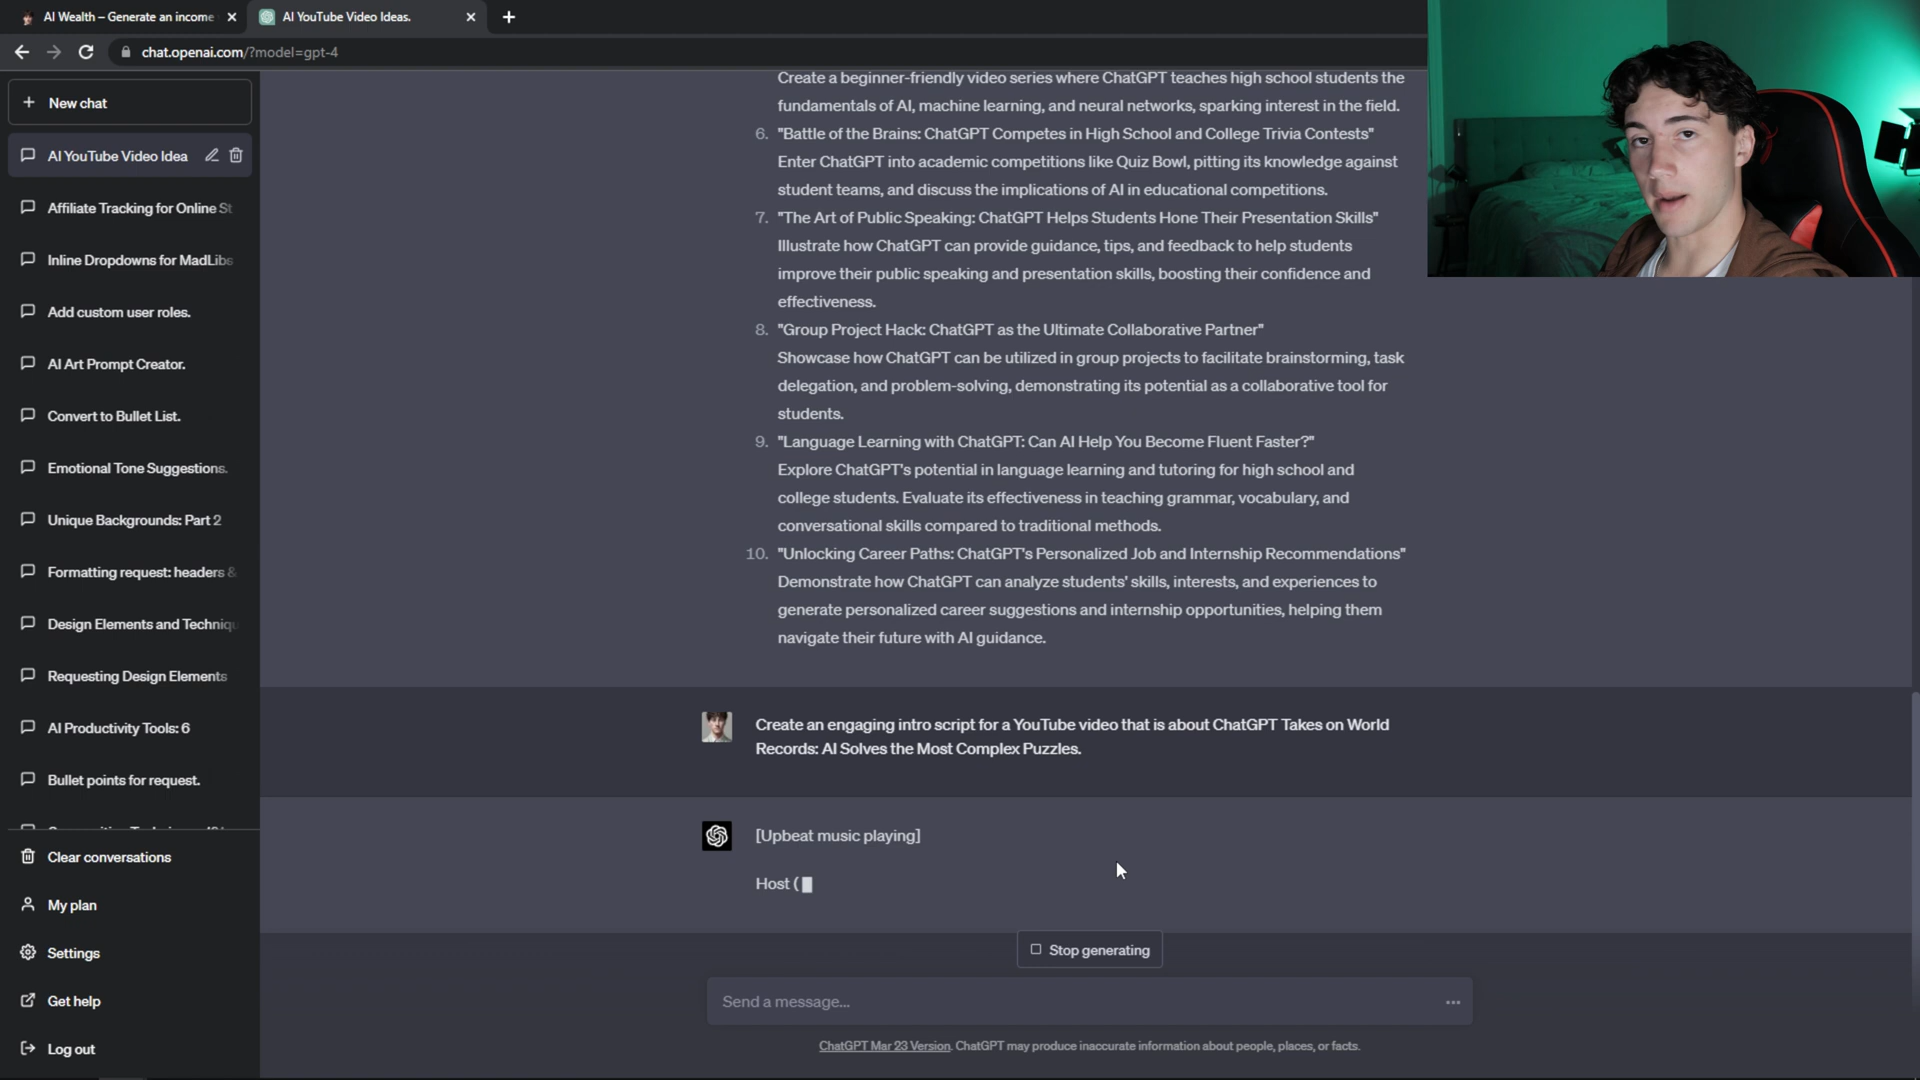 AI Wealth – Generate an income
AI YouTube Video Ideas.
chat.openai.com/?model=gpt-4
New chat
AI YouTube Video Idea
Affiliate Tracking for Online St
Inline Dropdowns for MadLibs
Add custom user roles.
AI Art Prompt Creator.
Convert to Bullet List.
Emotional Tone Suggestions.
Unique Backgrounds: Part 2
Formatting request: headers &
Design Elements and Techniqu
Requesting Design Elements
AI Productivity Tools: 6
Bullet points for request.
Clear conversations
My plan
Settings
Get help
Log out
Create a beginner-friendly video series where ChatGPT teaches high school students the
fundamentals of AI, machine learning, and neural networks, sparking interest in the field.
6. "Battle of the Brains: ChatGPT Competes in High School and College Trivia Contests"
Enter ChatGPT into academic competitions like Quiz Bowl, pitting its knowledge against
student teams, and discuss the implications of AI in educational competitions.
7. "The Art of Public Speaking: ChatGPT Helps Students Hone Their Presentation Skills"
Illustrate how ChatGPT can provide guidance, tips, and feedback to help students
improve their public speaking and presentation skills, boosting their confidence and
effectiveness.
8. "Group Project Hack: ChatGPT as the Ultimate Collaborative Partner"
Showcase how ChatGPT can be utilized in group projects to facilitate brainstorming, task
delegation, and problem-solving, demonstrating its potential as a collaborative tool for
students.
9. "Language Learning with ChatGPT: Can AI Help You Become Fluent Faster?"
Explore ChatGPT's potential in language learning and tutoring for high school and
college students. Evaluate its effectiveness in teaching grammar, vocabulary, and
conversational skills compared to traditional methods.
10. "Unlocking Career Paths: ChatGPT's Personalized Job and Internship Recommendations"
Demonstrate how ChatGPT can analyze students' skills, interests, and experiences to
generate personalized career suggestions and internship opportunities, helping them
navigate their future with AI guidance.
Create an engaging intro script for a YouTube video that is about ChatGPT Takes on World
Records: AI Solves the Most Complex Puzzles.
[Upbeat music playing]
Host (
Stop generating
Send a message...
ChatGPT Mar 23 Version. ChatGPT may produce inaccurate information about people, places, or facts.